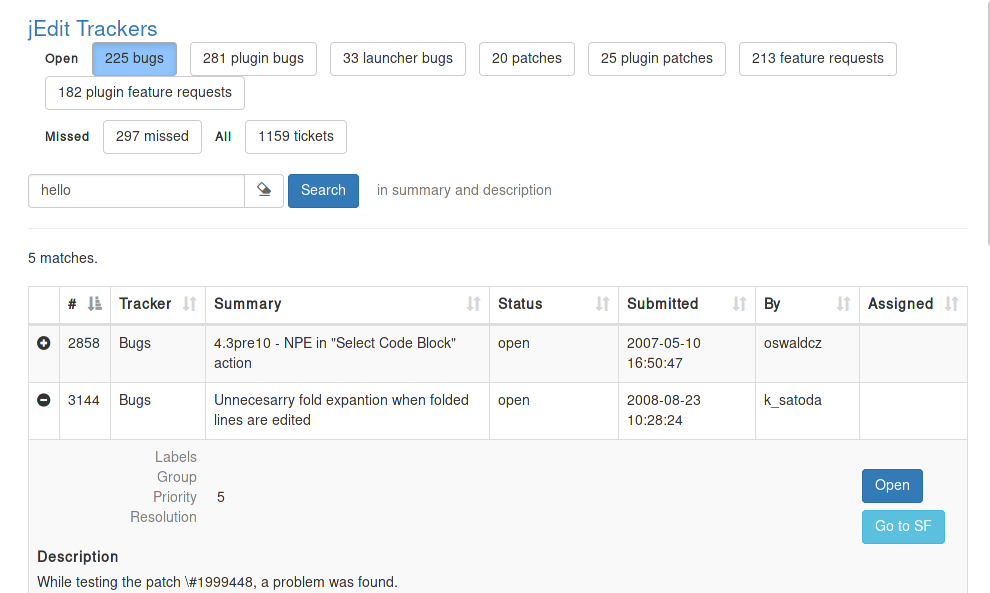 jEdit Trackers
Open 225 bugs 281 plugin bugs 33 launcher bugs 20 patches 25 plugin patches 213 feature requests
182 plugin feature requests
Missed 297 missed All 1159 tickets
hello Search in summary and description
5 matches.
# Tracker Summary Status Submitted By Assigned
2858 Bugs 4.3pre10 - NPE in "Select Code Block" open 2007-05-10 oswaldcz
action 16:50:47
3144 Bugs Unnecesarry fold expantion when folded open 2008-08-23 k_satoda
lines are edited 10:28:24
Labels
Group
Priority 5
Resolution
Open
Go to SF
Description
While testing the patch \#1999448, a problem was found.